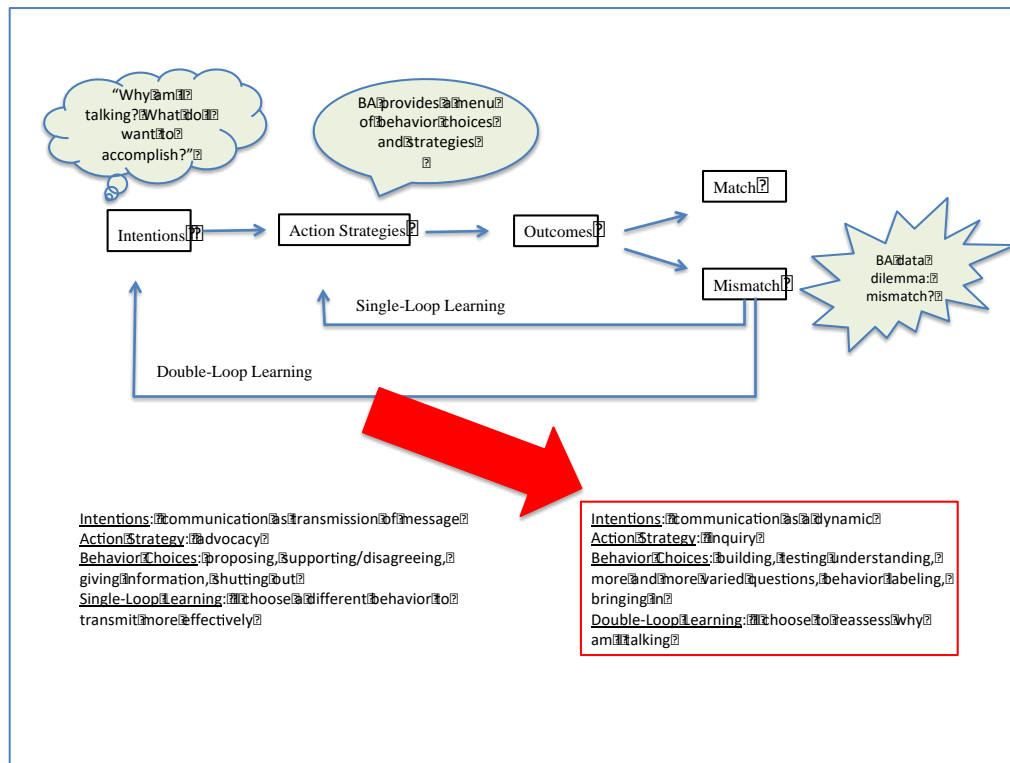 “Why am I
talking? What do I
want to
accomplish?”
BA provides a menu
of behavior choices
and strategies
Match
Intentions
Action Strategies
Outcomes
BA data
dilemma:
mismatch?
Mismatch
Single-Loop Learning
Double-Loop Learning
Intentions: communication as transmission of message
Action Strategy: advocacy
Behavior Choices: proposing, supporting/disagreeing,
giving information, shutting out
Single-Loop Learning: I choose a different behavior to
transmit more effectively
Intentions: communication as a dynamic
Action Strategy: inquiry
Behavior Choices: building, testing understanding,
more and more varied questions, behavior labeling,
bringing in
Double-Loop Learning: I choose to reassess why
am I talking